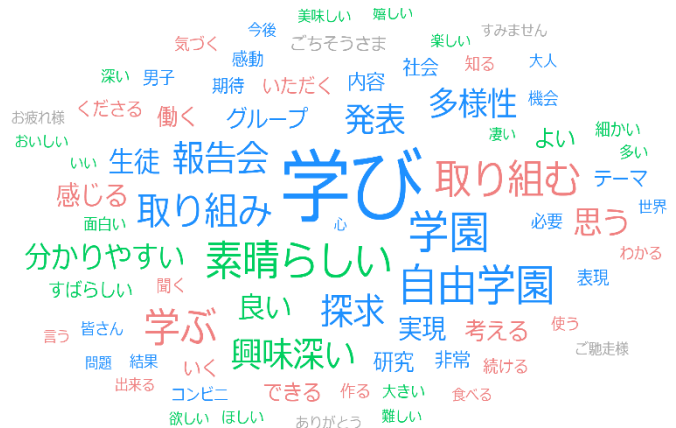 美味しい
嬉しい
今後
すみません
気づく
ごちそうさま
楽しい
感動
社会
知る
大人
深い
男子
期待
いただく
内容
お疲れ様
くださる
働く
グループ
発表
多様性
機会
おいしい
凄い
よい
細かい
多い
いい
生徒
報告会
学び
取り組む
テーマ
感じる
取り組み
世界
面白い
心
学園
必要
思う
分かりやすい
素晴らしい
わかる
すばらしい
聞く
自由学園
表現
良い
探求
言う
皆さん
学ぶ
実現
考える
使う
興味深い
ご馳走様
問題
結果
いく
研究
非常
続ける
出来る
コンビニ
できる
作る
大きい
食べる
欲しい
ほしい
ありがとう
難しい